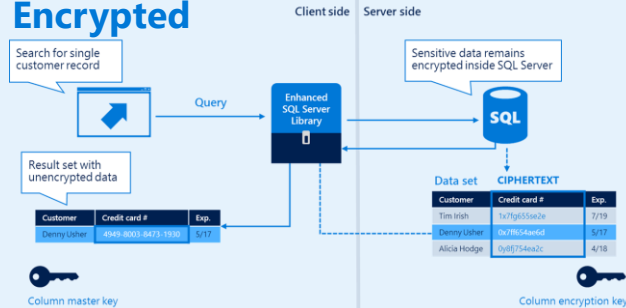 Encrypted
Client side
Server side
Search for single
customer record
Query
Enhanced
SQL Server
Library
Sensitive data remains
encrypted inside SQL Server
SQL
Result set with
unencrypted data
Customer Credit card # Exp.
Denny Usher 4949-8003-8473-1930 5/17
Data set CIPHERTEXT
Customer Credit card # Exp.
Tim Irish 1x7fg655se2e 7/19
Denny Usher 0x7ff654ae6d 5/17
Alicia Hodge 0y8fj754ea2c 4/18
Column master key
Column encryption key